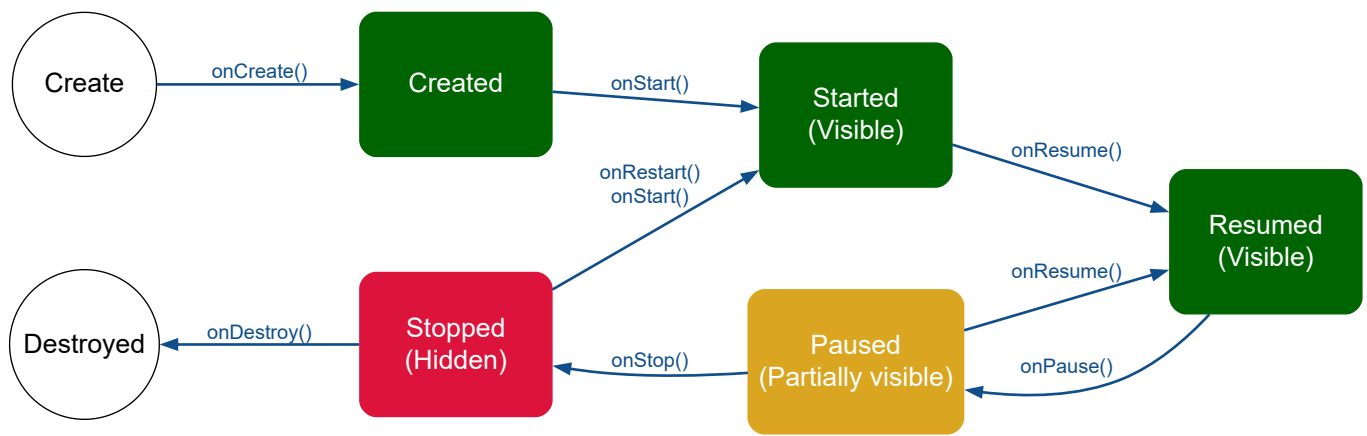 Create
onCreate()
Created
onStart()
Started
(Visible)
onResume()
Resumed
(Visible)
onRestart()
onStart()
onResume()
onPause()
Paused
(Partially visible)
onStop()
Stopped
(Hidden)
onDestroy()
Destroyed